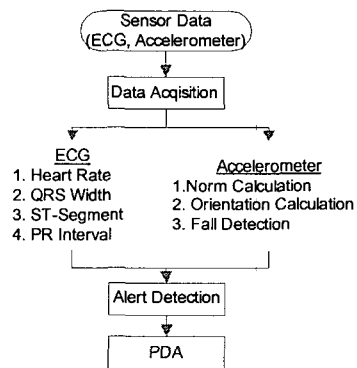 Sensor Data
(ECG, Accelerometer)
Data Acqisition
ECG
1. Heart Rate
2. QRS Width
3. ST-Segment
4. PR Interval
Accelerometer
1.Norm Calculation
2. Orientation Calculation
3. Fall Detection
Alert Detection
PDA